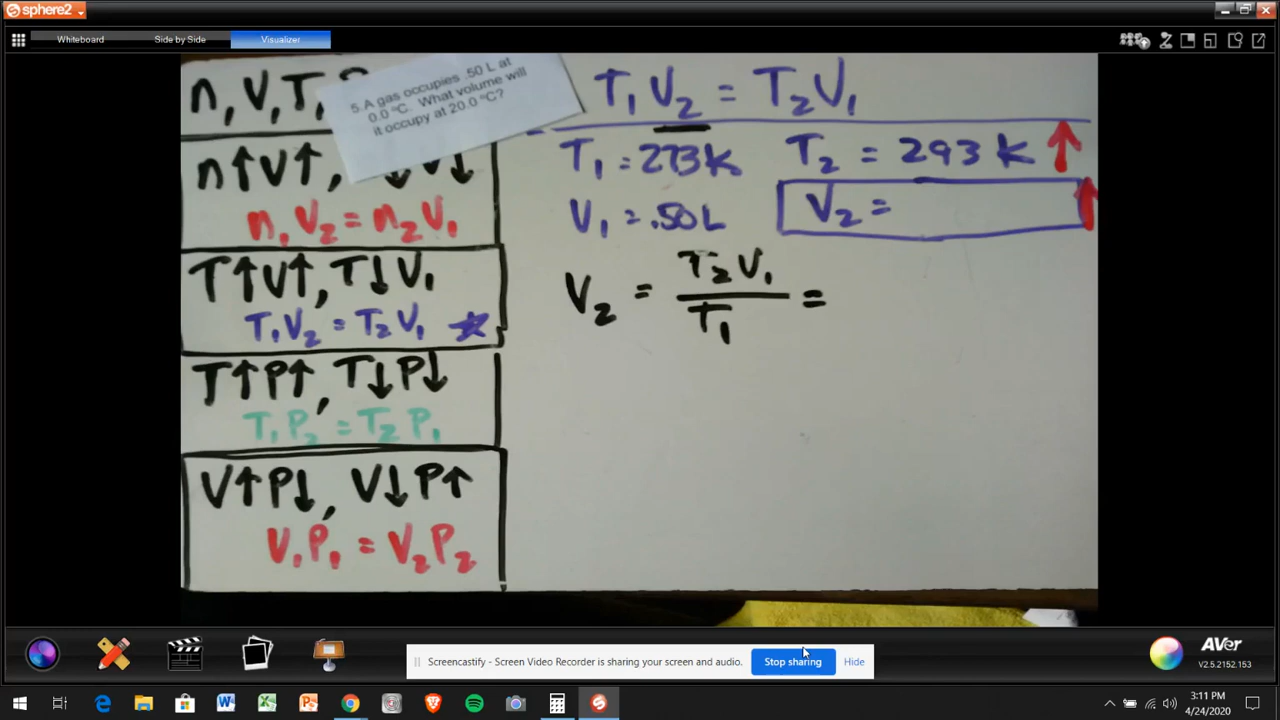 sphere2
Whiteboard Side by Side Visualizer
n, V, T,
5. A gas occupies .50 L at
0.0 °C. What volume will
it occupy at 20.0 °C?
n↑V↑, ↓V↓
n₁V₂ = n₂V₁
T↑V↑, T↓V↓
T₁V₂ = T₂V₁ ★
T↑P↑, T↓P↓
T₁P₂ = T₂P₁
V↑P↓, V↓P↑
V₁P₁ = V₂P₂
T₁V₂ = T₂V₁
T₁ = 273 K T₂ = 293 K ↑
V₁ = .50 L V₂ = ↑
V₂ = T₂V₁ / T₁ =
Screencastify - Screen Video Recorder is sharing your screen and audio. Stop sharing Hide
AVer
V2.5.2152.153
3:11 PM
4/24/2020